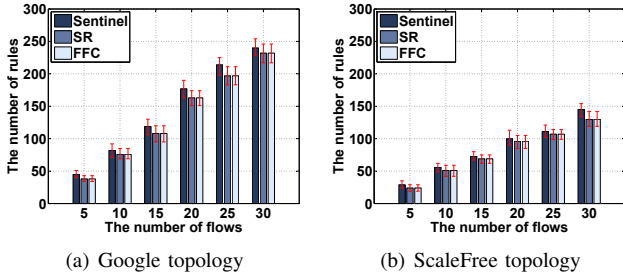 300
250
200
150
100
50
0
The number of rules
Sentinel
SR
FFC
5 10 15 20 25 30
The number of flows
(a) Google topology
300
250
200
150
100
50
0
The number of rules
Sentinel
SR
FFC
5 10 15 20 25 30
The number of flows
(b) ScaleFree topology